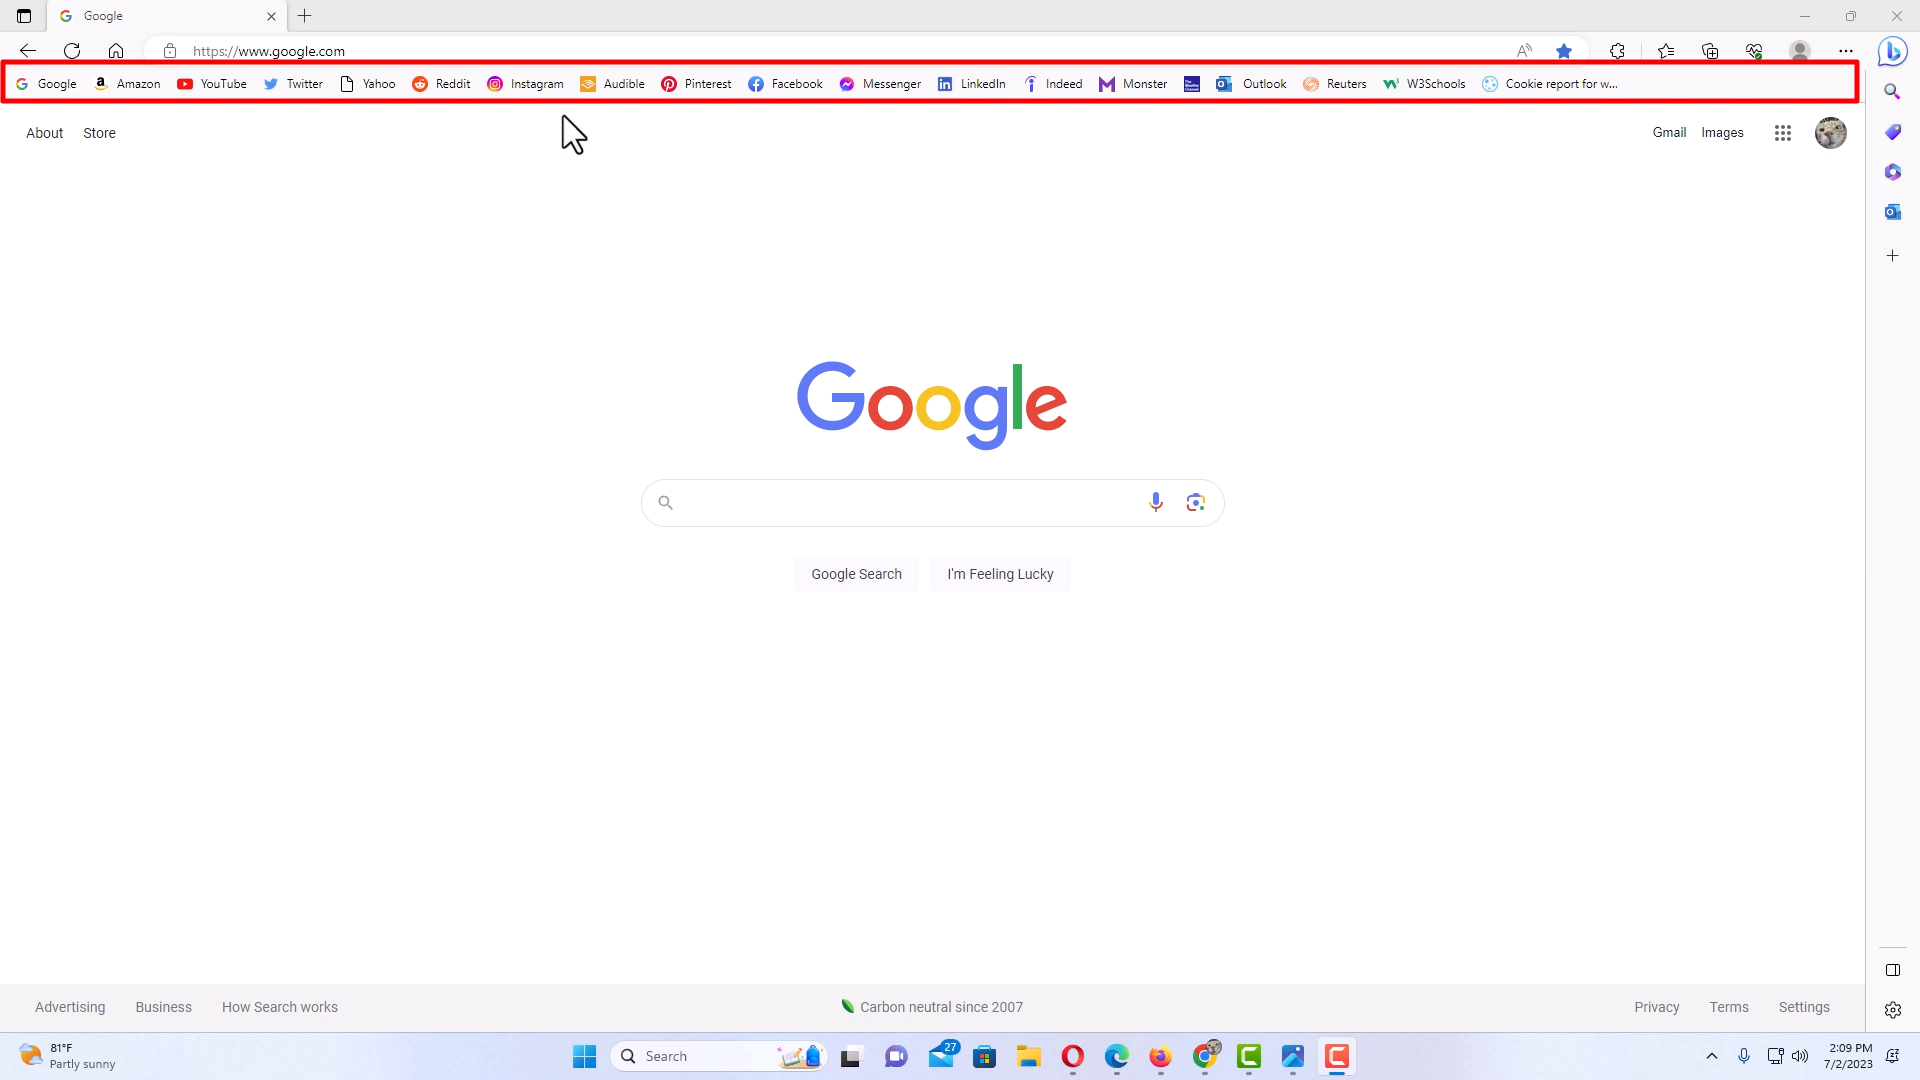 Google
https://www.google.com
Google Amazon YouTube Twitter Yahoo Reddit Instagram Audible Pinterest Facebook Messenger LinkedIn Indeed Monster Outlook Reuters W3Schools Cookie report for w...
About Store Gmail Images
Google
Google Search I'm Feeling Lucky
Advertising Business How Search works Carbon neutral since 2007 Privacy Terms Settings
81°F
Partly sunny
Search
27
2:09 PM
7/2/2023